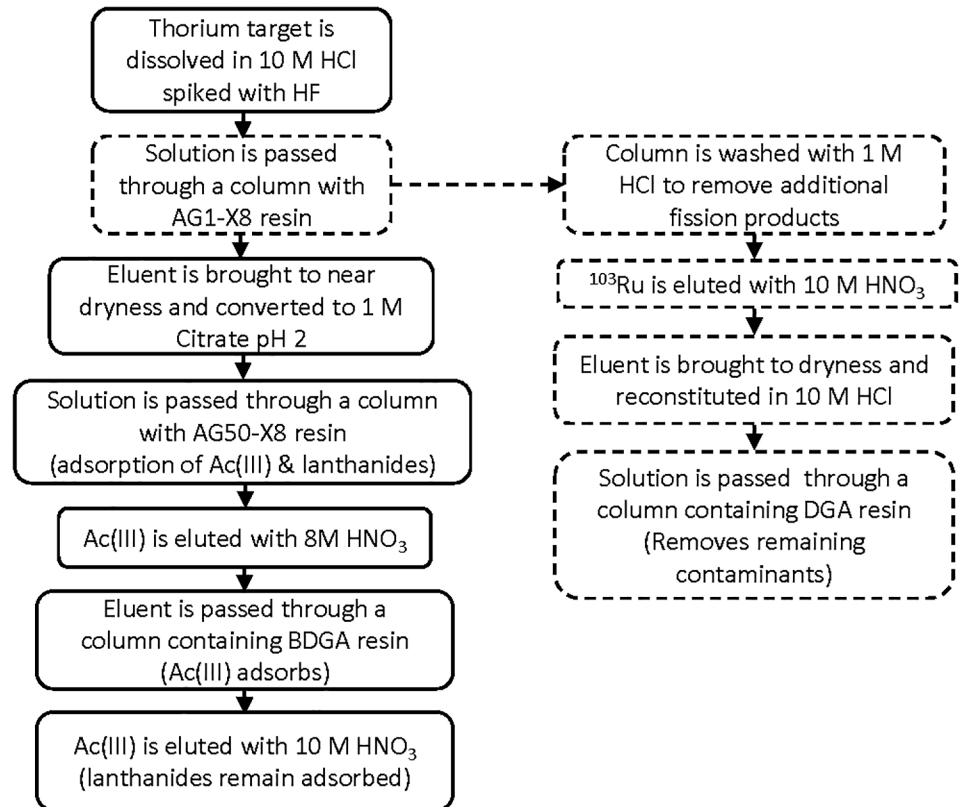 Thorium target is
dissolved in 10 M HCl
spiked with HF
Solution is passed
through a column with
AG1-X8 resin
Eluent is brought to near
dryness and converted to 1 M
Citrate pH 2
Solution is passed through a column
with AG50-X8 resin
(adsorption of Ac(III) & lanthanides)
Ac(III) is eluted with 8M HNO₃
Eluent is passed through a
column containing BDGA resin
(Ac(III) adsorbs)
Ac(III) is eluted with 10 M HNO₃
(lanthanides remain adsorbed)
Column is washed with 1 M
HCl to remove additional
fission products
¹⁰³Ru is eluted with 10 M HNO₃
Eluent is brought to dryness and
reconstituted in 10 M HCl
Solution is passed through a
column containing DGA resin
(Removes remaining
contaminants)